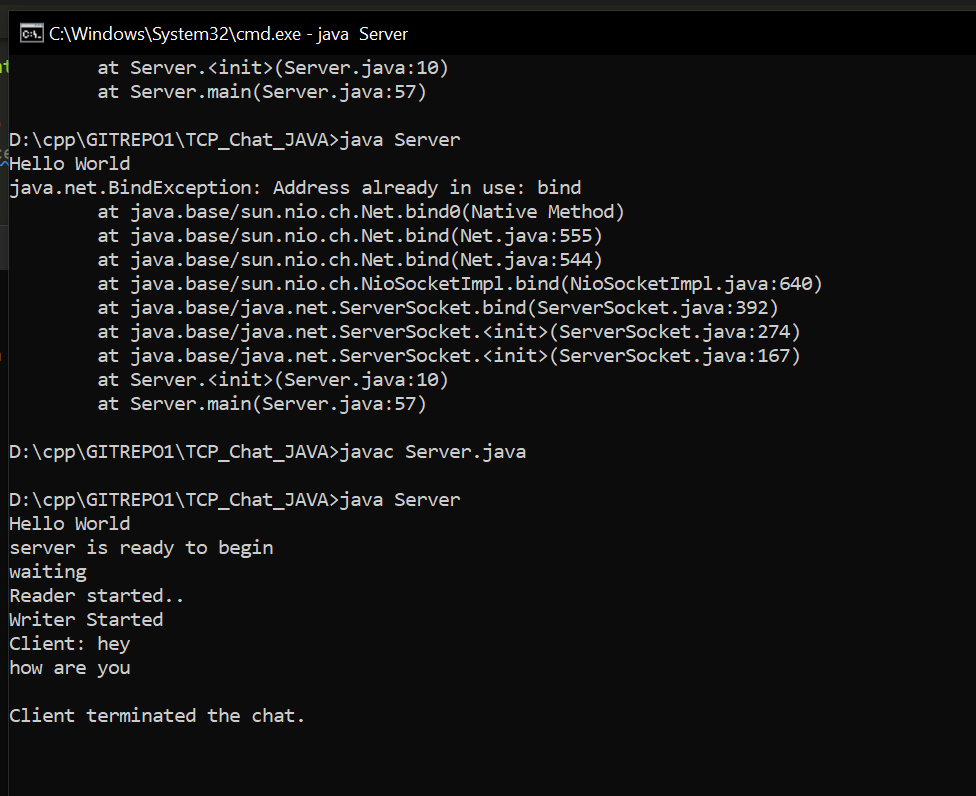 C:\Windows\System32\cmd.exe - java  Server
        at Server.<init>(Server.java:10)
        at Server.main(Server.java:57)

D:\cpp\GITREPO1\TCP_Chat_JAVA>java Server
Hello World
java.net.BindException: Address already in use: bind
        at java.base/sun.nio.ch.Net.bind0(Native Method)
        at java.base/sun.nio.ch.Net.bind(Net.java:555)
        at java.base/sun.nio.ch.Net.bind(Net.java:544)
        at java.base/sun.nio.ch.NioSocketImpl.bind(NioSocketImpl.java:640)
        at java.base/java.net.ServerSocket.bind(ServerSocket.java:392)
        at java.base/java.net.ServerSocket.<init>(ServerSocket.java:274)
        at java.base/java.net.ServerSocket.<init>(ServerSocket.java:167)
        at Server.<init>(Server.java:10)
        at Server.main(Server.java:57)

D:\cpp\GITREPO1\TCP_Chat_JAVA>javac Server.java

D:\cpp\GITREPO1\TCP_Chat_JAVA>java Server
Hello World
server is ready to begin
waiting
Reader started..
Writer Started
Client: hey
how are you

Client terminated the chat.